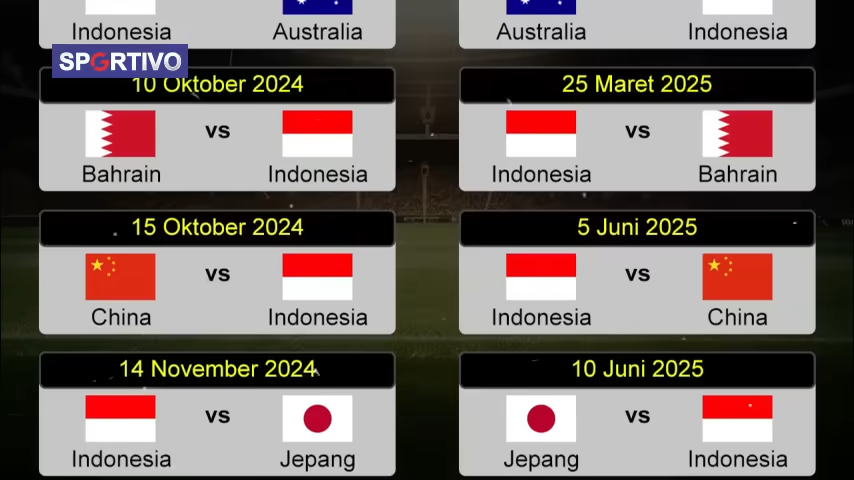 Indonesia
Australia
Australia
Indonesia
SPORTIVO
10 Oktober 2024
25 Maret 2025
vs
vs
Bahrain
Indonesia
Indonesia
Bahrain
15 Oktober 2024
5 Juni 2025
vs
vs
China
Indonesia
Indonesia
China
14 November 2024
10 Juni 2025
vs
vs
Indonesia
Jepang
Jepang
Indonesia